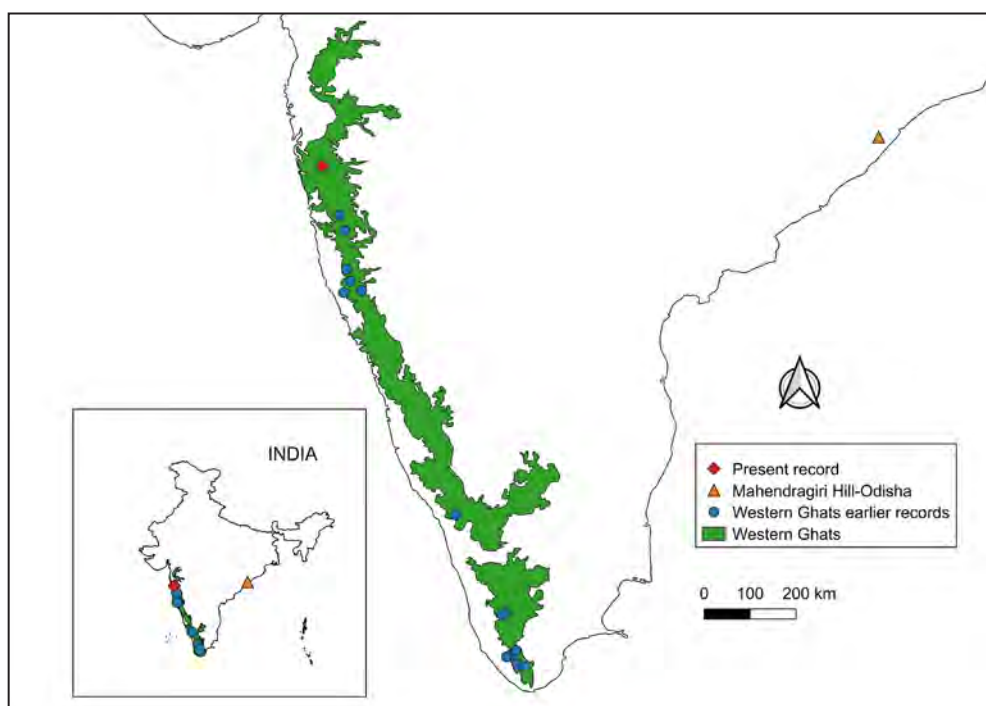 INDIA
Present record
Mahendragiri Hill-Odisha
Western Ghats earlier records
Western Ghats
0 100 200 km